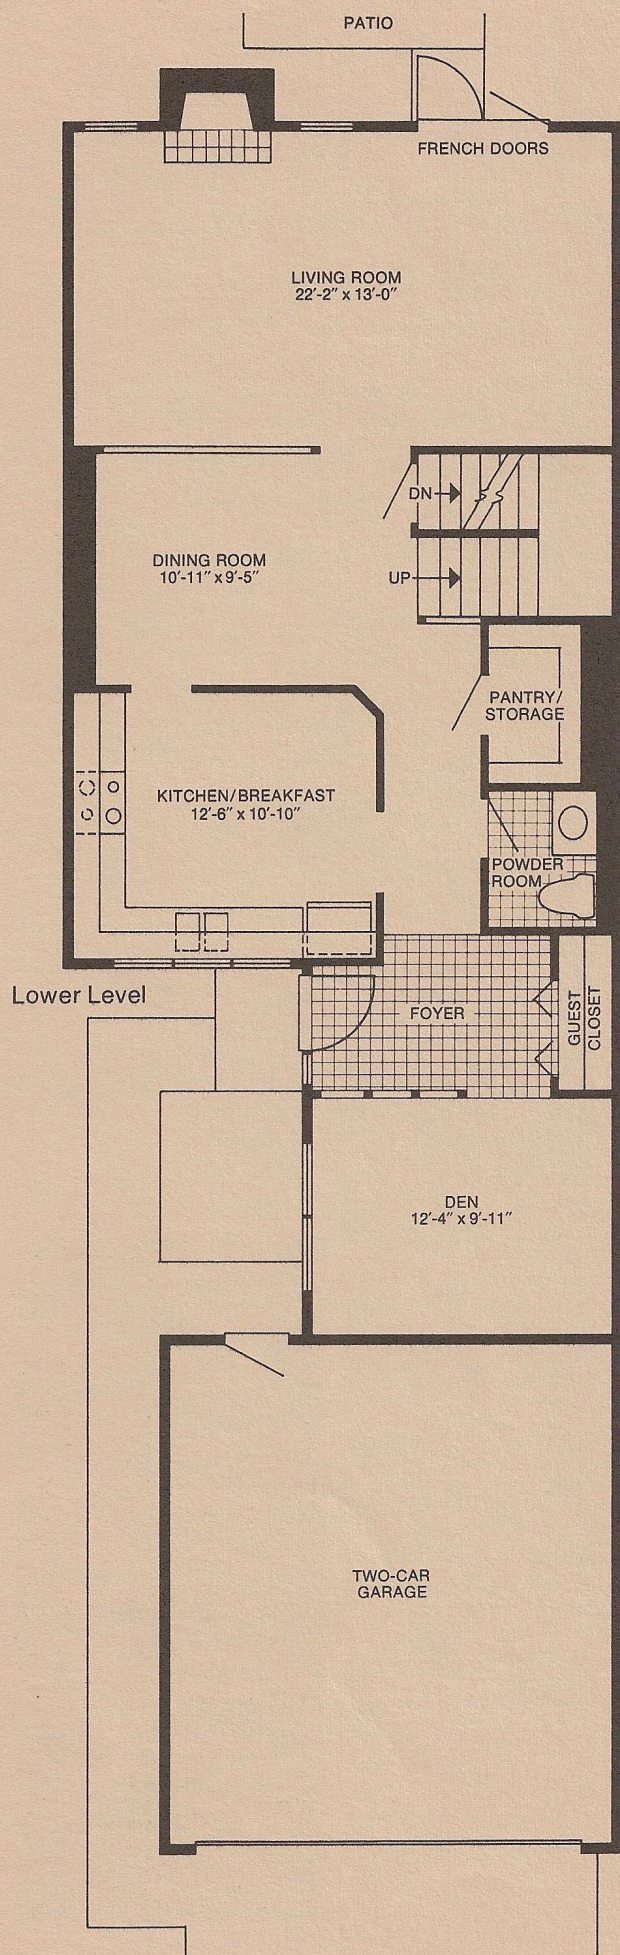 PATIO
FRENCH DOORS
LIVING ROOM
22'-2" x 13'-0"
DN
DINING ROOM
10'-11" x 9'-5"
UP
PANTRY/
STORAGE
KITCHEN/BREAKFAST
12'-6" x 10'-10"
POWDER
ROOM
Lower Level
FOYER
GUEST
CLOSET
DEN
12'-4" x 9'-11"
TWO-CAR
GARAGE